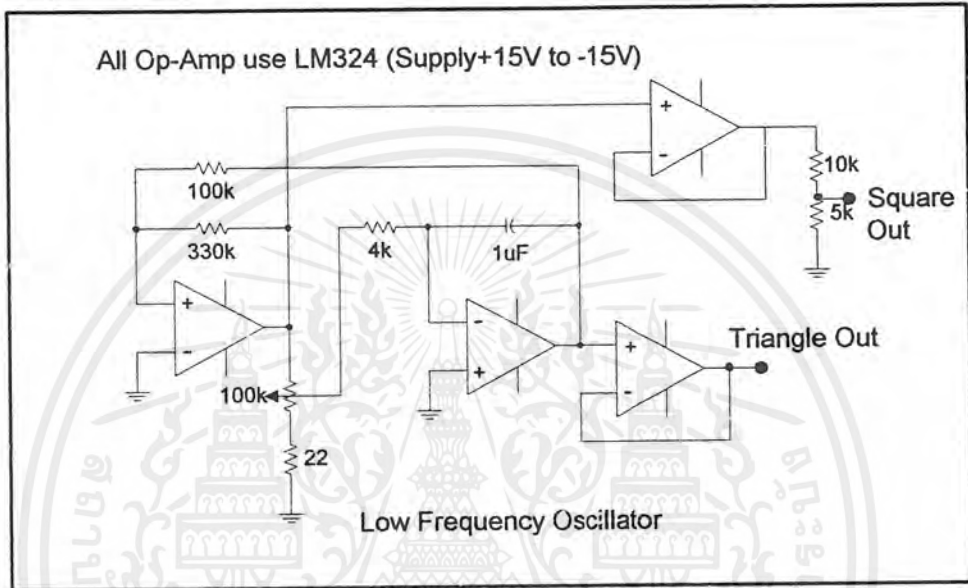 All Op-Amp use LM324 (Supply+15V to -15V)
+
-
10k
Square
5k
Out
100k
330k
4k
1uF
+
-
-
+
+
-
Triangle Out
100k
22
Low Frequency Oscillator